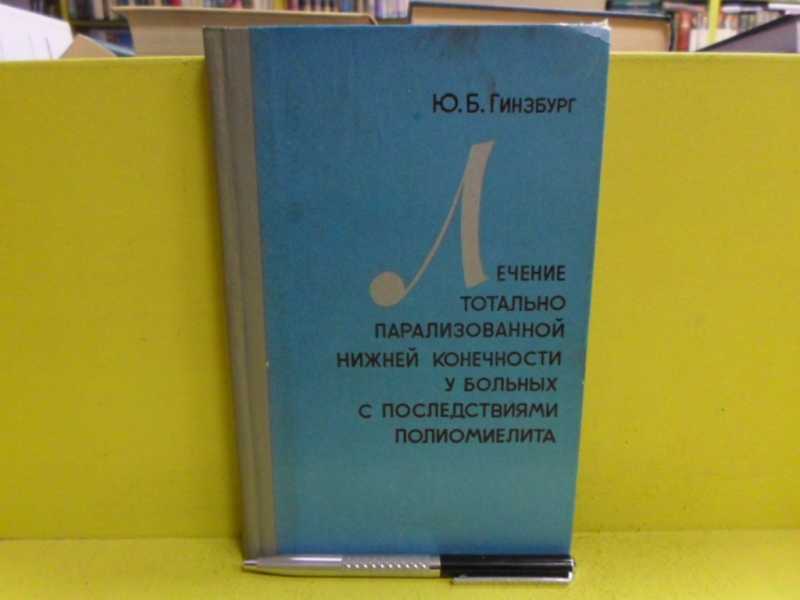 Ю. Б. Гинзбург
Лечение
тотально
парализованной
нижней конечности
у больных
с последствиями
полиомиелита